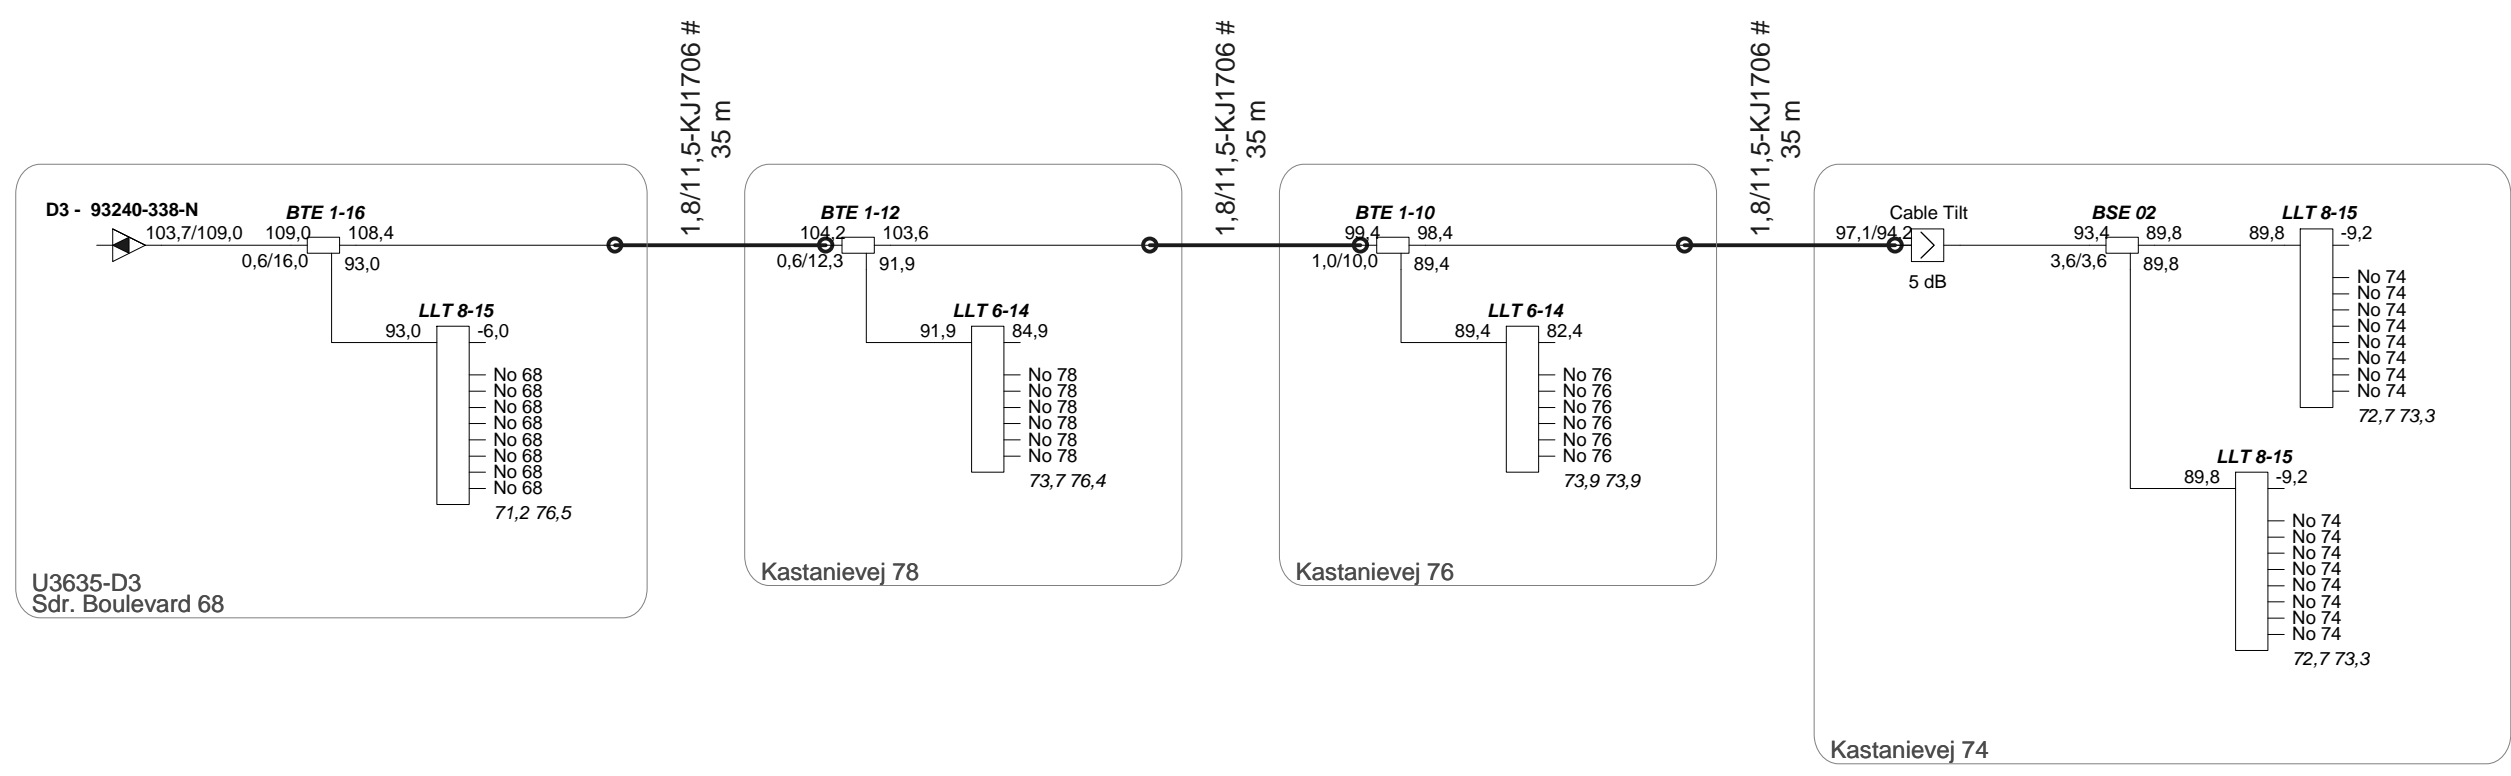 D3 - 93240-338-N
103,7/109,0
BTE 1-16
109,0
108,4
0,6/16,0
93,0
LLT 8-15
93,0
-6,0
No 68
No 68
No 68
No 68
No 68
No 68
No 68
No 68
71,2 76,5
U3635-D3
Sdr. Boulevard 68
1,8/11,5-KJ1706 #
35 m
BTE 1-12
104,2
103,6
0,6/12,3
91,9
LLT 6-14
91,9
84,9
No 78
No 78
No 78
No 78
No 78
No 78
73,7 76,4
Kastanievej 78
1,8/11,5-KJ1706 #
35 m
BTE 1-10
99,4
98,4
1,0/10,0
89,4
LLT 6-14
89,4
82,4
No 76
No 76
No 76
No 76
No 76
No 76
73,9 73,9
Kastanievej 76
1,8/11,5-KJ1706 #
35 m
97,1/94,2
Cable Tilt
5 dB
BSE 02
93,4
89,8
3,6/3,6
89,8
LLT 8-15
89,8
-9,2
No 74
No 74
No 74
No 74
No 74
No 74
No 74
No 74
72,7 73,3
LLT 8-15
89,8
-9,2
No 74
No 74
No 74
No 74
No 74
No 74
No 74
No 74
72,7 73,3
Kastanievej 74